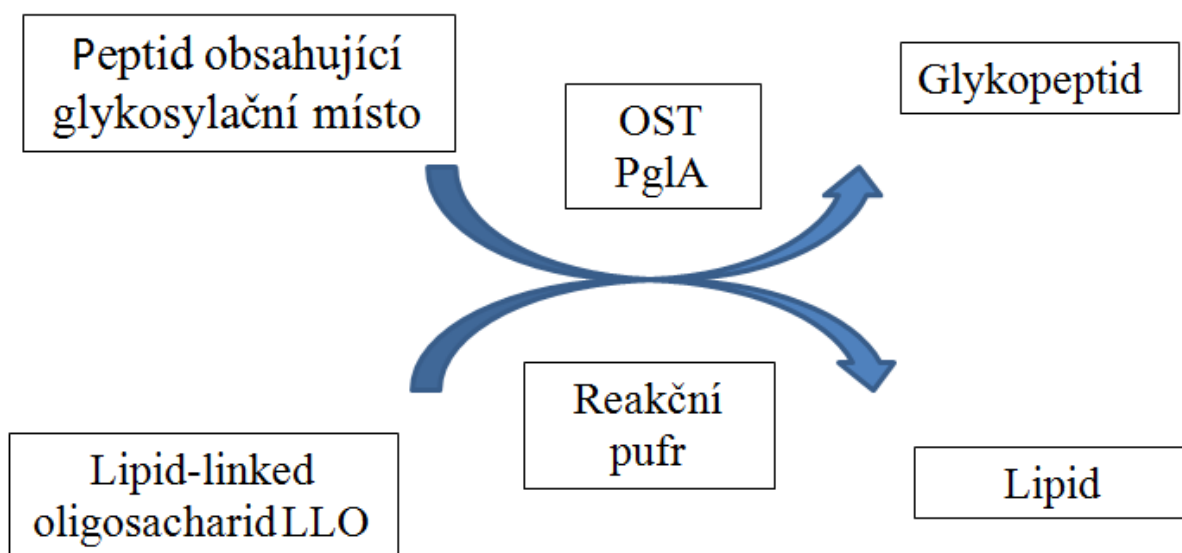 Peptid obsahující
glykosylační místo
OST
PglA
Glykopeptid
Lipid-linked
oligosacharid LLO
Reakční
pufr
Lipid